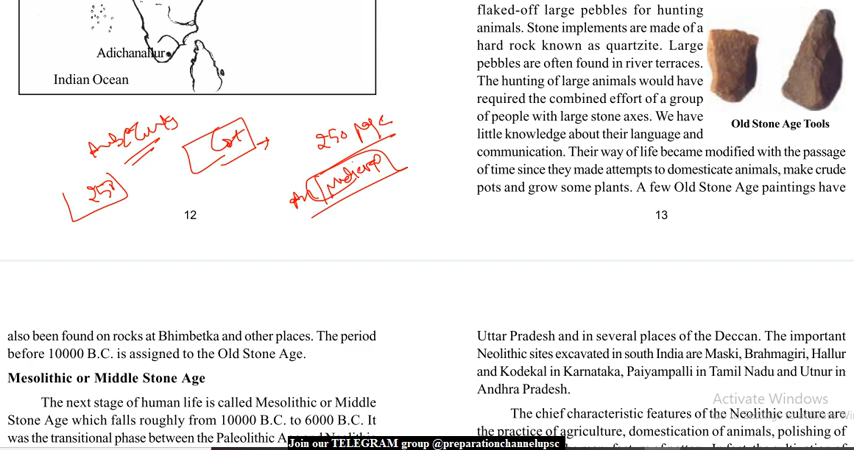 Adichanallur
Indian Ocean
250 page
12
flaked-off large pebbles for hunting
animals. Stone implements are made of a
hard rock known as quartzite. Large
pebbles are often found in river terraces.
The hunting of large animals would have
required the combined effort of a group
of people with large stone axes. We have
little knowledge about their language and
communication. Their way of life became modified with the passage
of time since they made attempts to domesticate animals, make crude
pots and grow some plants. A few Old Stone Age paintings have
Old Stone Age Tools
13
also been found on rocks at Bhimbetka and other places. The period
before 10000 B.C. is assigned to the Old Stone Age.
Mesolithic or Middle Stone Age
The next stage of human life is called Mesolithic or Middle
Stone Age which falls roughly from 10000 B.C. to 6000 B.C. It
was the transitional phase between the Paleolithic
Uttar Pradesh and in several places of the Deccan. The important
Neolithic sites excavated in south India are Maski, Brahmagiri, Hallur
and Kodekal in Karnataka, Paiyampalli in Tamil Nadu and Utnur in
Andhra Pradesh.
The chief characteristic features of the Neolithic culture are
the practice of agriculture, domestication of animals, polishing of
Activate Windows
Join our TELEGRAM group @preparationchannelupsc